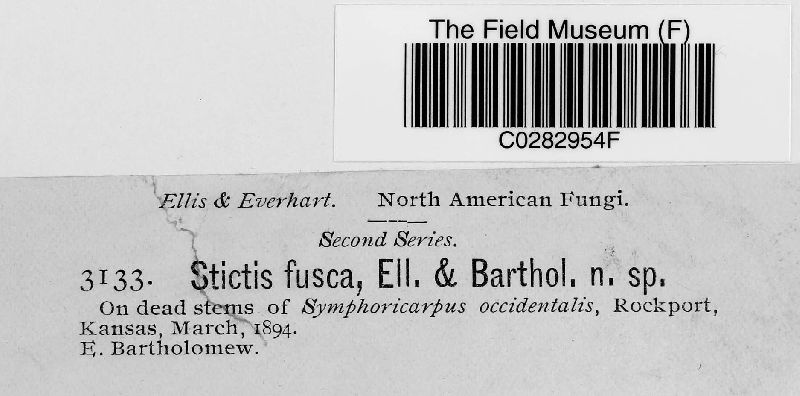 The Field Museum (F)
C0282954F
Ellis & Everhart. North American Fungi.
Second Series.
3133. Stictis fusca, Ell. & Barthol. n. sp.
On dead stems of Symphoricarpus occidentalis, Rockport,
Kansas, March, 1894.
E. Bartholomew.